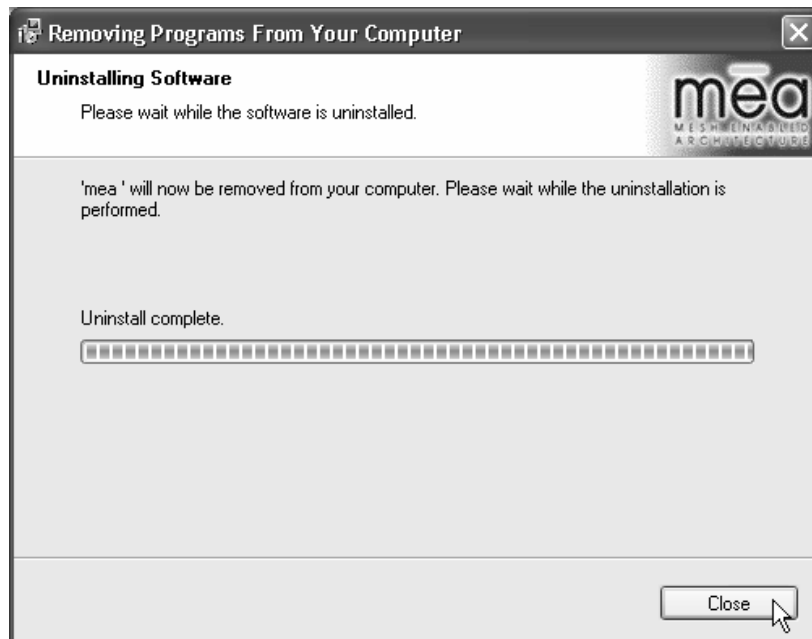 Removing Programs From Your Computer
Uninstalling Software
Please wait while the software is uninstalled.
mēa
MESH ENABLED
ARCHITECTURE
'mea ' will now be removed from your computer. Please wait while the uninstallation is
performed.
Uninstall complete.
Close